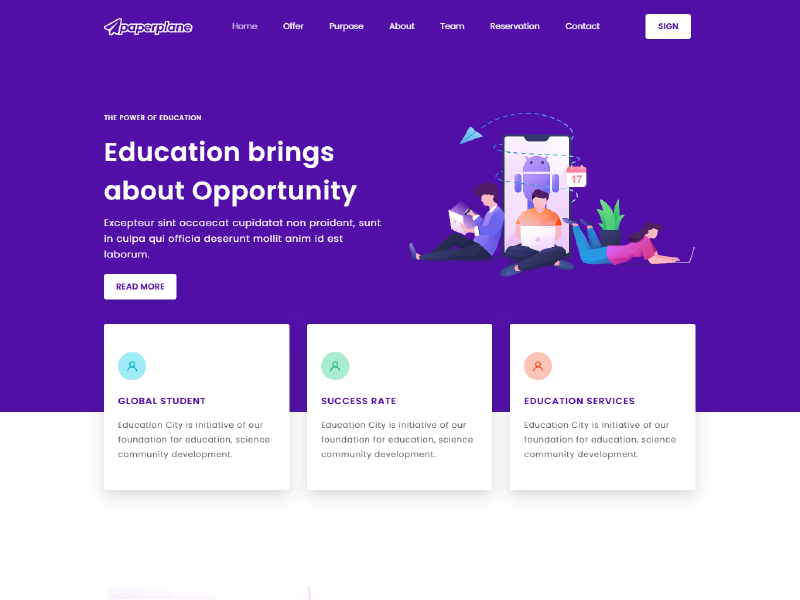 paperplane
Home Offer Purpose About Team Reservation Contact SIGN
THE POWER OF EDUCATION
Education brings
about Opportunity
Excepteur sint occaecat cupidatat non proident, sunt
in culpa qui officia deserunt mollit anim id est
laborum.
READ MORE
17
GLOBAL STUDENT
Education City is initiative of our
foundation for education, science
community development.
SUCCESS RATE
Education City is initiative of our
foundation for education, science
community development.
EDUCATION SERVICES
Education City is initiative of our
foundation for education, science
community development.